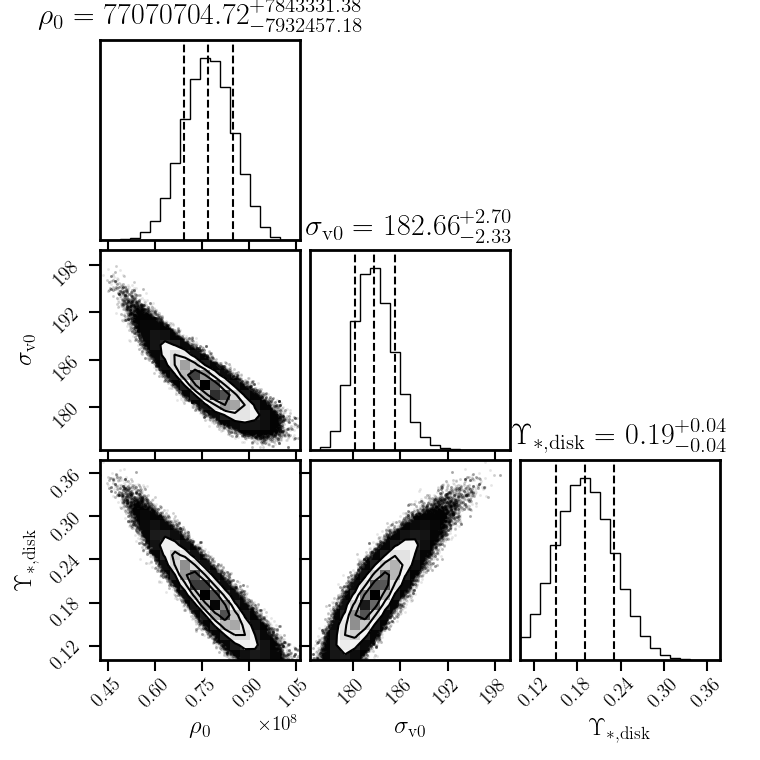 ρ₀ = 77070704.72⁺⁷⁸⁴³³³¹·³⁸₋₇₉₃₂₄₅₇.₁₈
σᵥ₀ = 182.66⁺²·⁷⁰₋₂.₃₃
198
192
186
180
σᵥ₀
ϒ*,disk = 0.19⁺⁰·⁰⁴₋₀.₀₄
0.36
0.30
0.24
0.18
0.12
ϒ*,disk
0.45 0.60 0.75 0.90 1.05
180 186 192 198
0.12 0.18 0.24 0.30 0.36
ρ₀ ×10⁸
σᵥ₀
ϒ*,disk